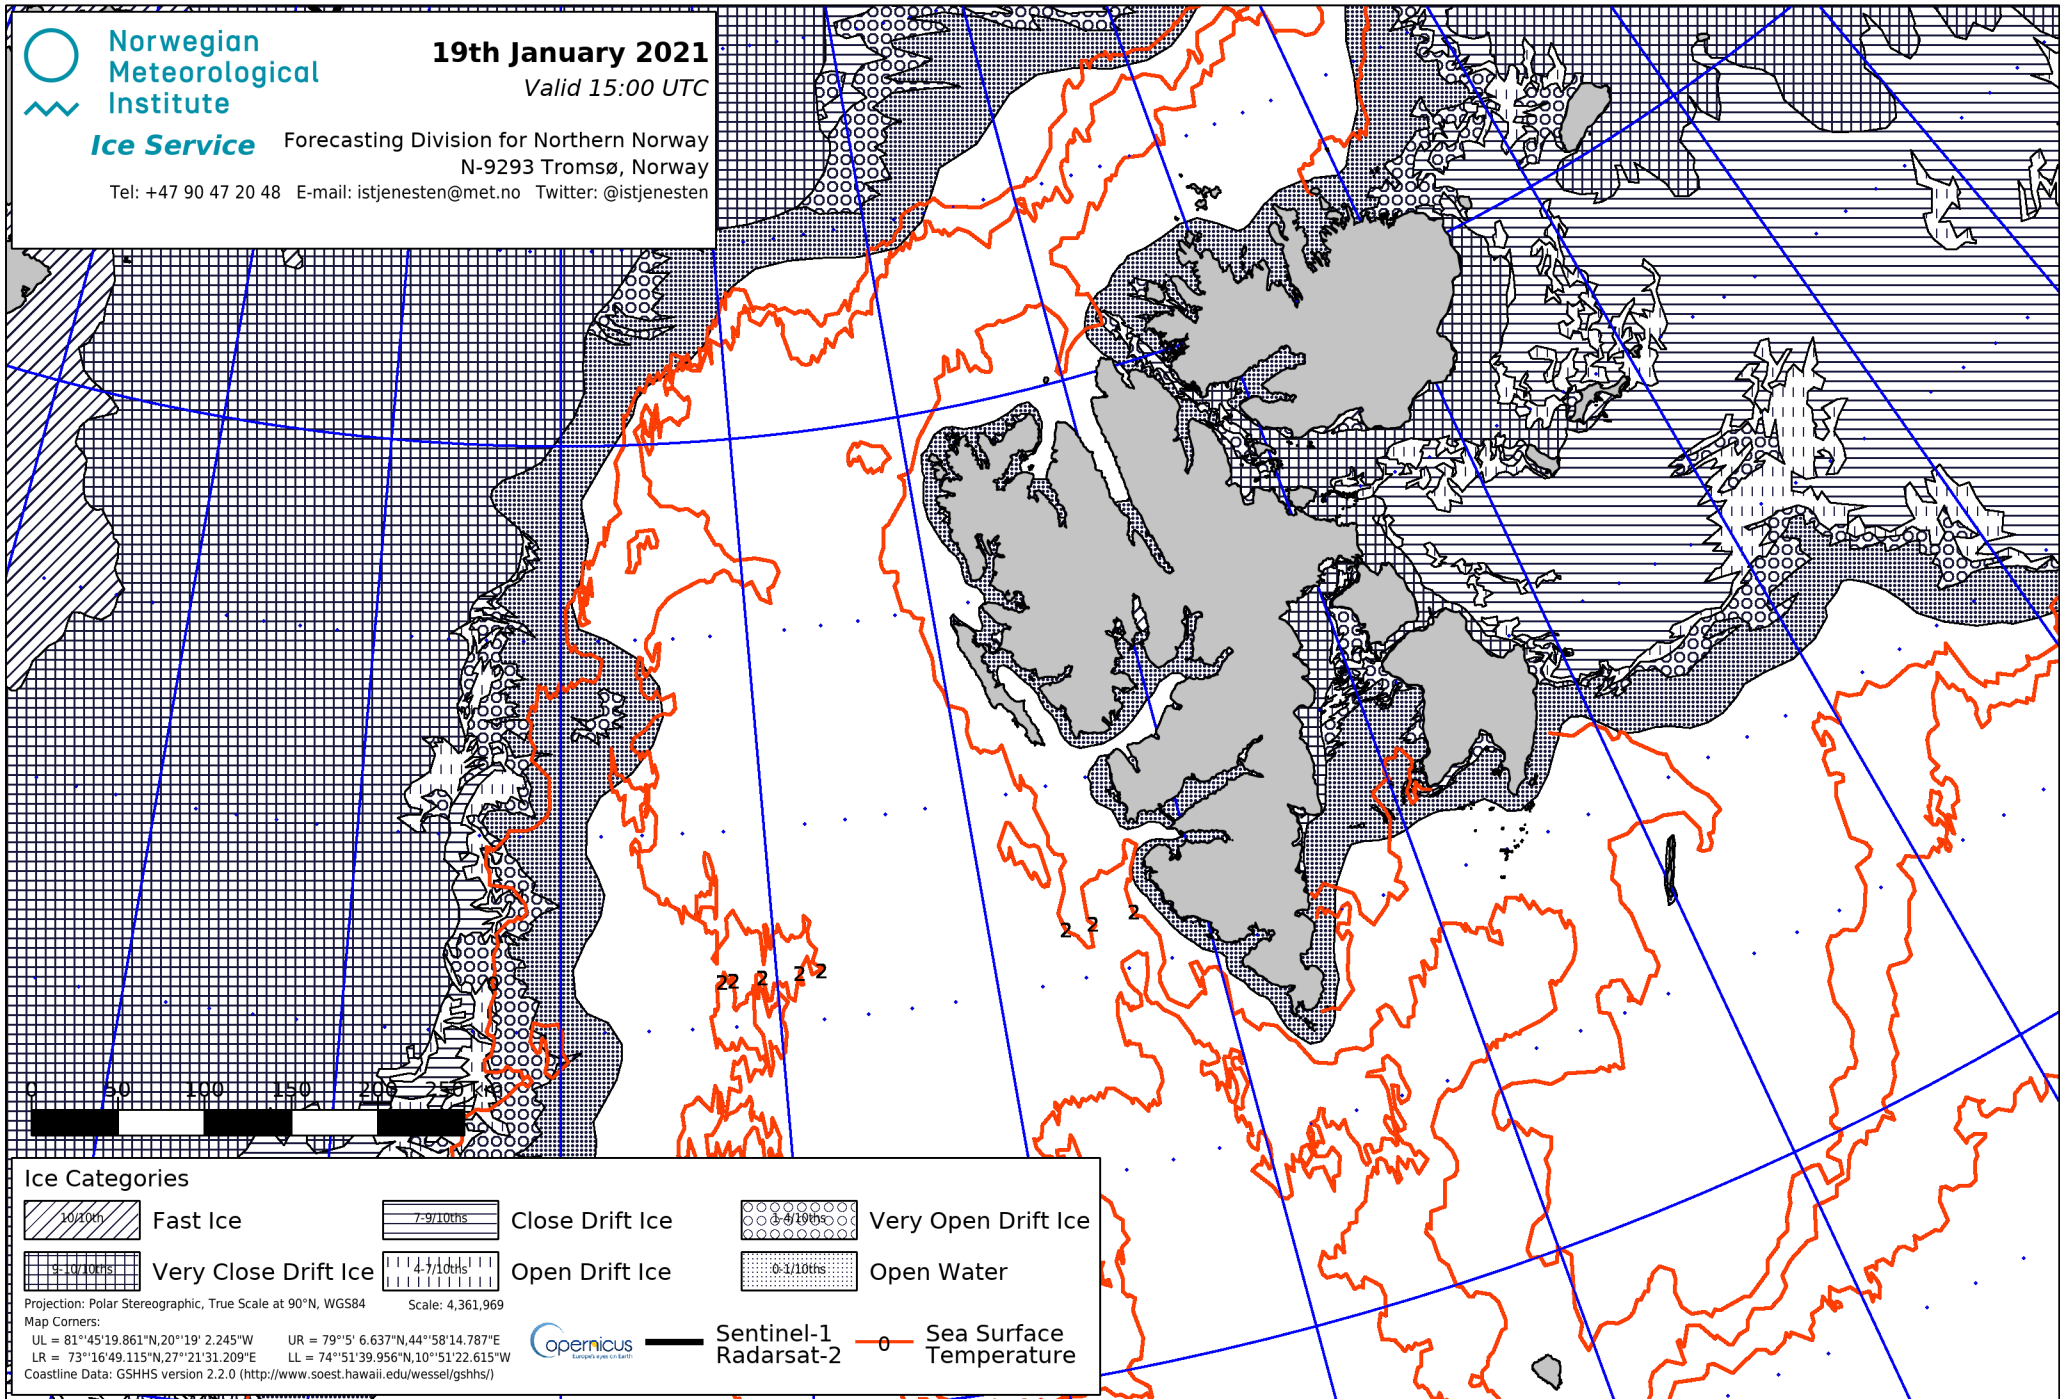 Norwegian
Meteorological
Institute
Ice Service
19th January 2021
Valid 15:00 UTC
Forecasting Division for Northern Norway
N-9293 Tromsø, Norway
Tel: +47 90 47 20 48 E-mail: istjenesten@met.no Twitter: @istjenesten
2 2 2
22 2 2 2
0
0 50 100 150 200 250
Ice Categories
10/10th Fast Ice 7-9/10ths Close Drift Ice 1-4/10ths Very Open Drift Ice
9-10/10ths Very Close Drift Ice 4-7/10ths Open Drift Ice 0-1/10ths Open Water
Projection: Polar Stereographic, True Scale at 90°N, WGS84 Scale: 4,361,969
Map Corners:
UL = 81°45'19.861"N,20°19' 2.245"W UR = 79°5' 6.637"N,44°58'14.787"E
LR = 73°16'49.115"N,27°21'31.209"E LL = 74°51'39.956"N,10°51'22.615"W
Coastline Data: GSHHS version 2.2.0 (http://www.soest.hawaii.edu/wessel/gshhs/)
opernicus
Europe's eyes on Earth
Sentinel-1
Radarsat-2
0
Sea Surface
Temperature